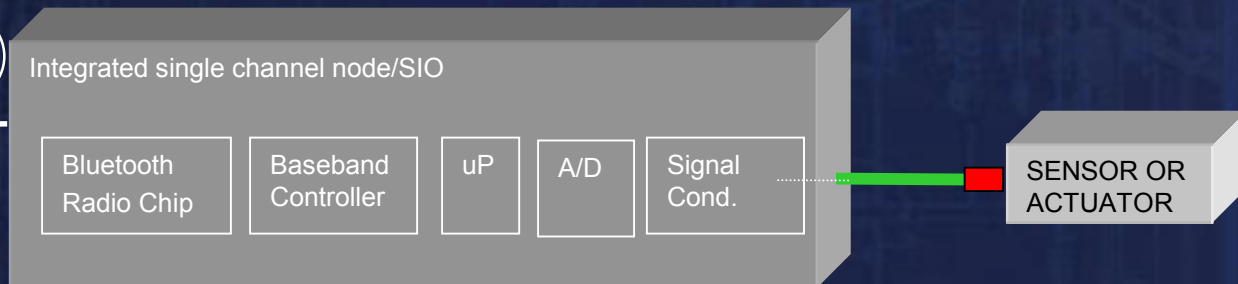 Integrated single channel node/SIO
Bluetooth
Radio Chip
Baseband
Controller
uP
A/D
Signal
Cond.
SENSOR OR
ACTUATOR